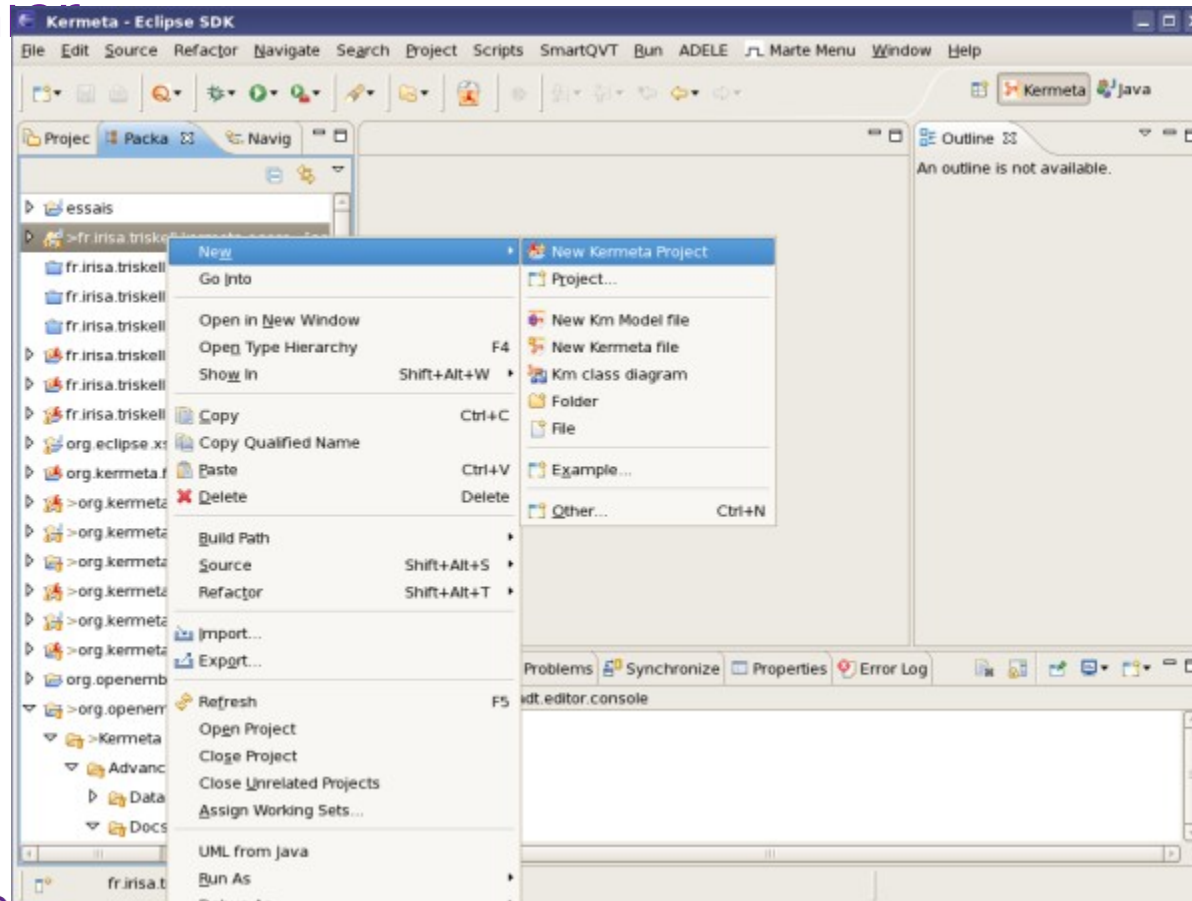 Kermeta - Eclipse SDK
File Edit Source Refactor Navigate Search Project Scripts SmartQVT Run ADELE Marte Menu Window Help
Kermeta Java
Projec Packa Navig
Outline
An outline is not available.
essais
>fr.irisa.triske
fr.irisa.triskell
fr.irisa.triskell
fr.irisa.triskell
fr.irisa.triskell
fr.irisa.triskell
fr.irisa.triskell
org.eclipse.xs
org.kermeta.f
>org.kermeta
>org.kermeta
>org.kermeta
>org.kermeta
>org.kermeta
>org.kermeta
org.openemb
>org.openem
>Kermeta
Advanc
Data
Docs
fr.irisa.t
New
Go Into
Open in New Window
Open Type Hierarchy F4
Show In Shift+Alt+W
Copy Ctrl+C
Copy Qualified Name
Paste Ctrl+V
Delete Delete
Build Path
Source Shift+Alt+S
Refactor Shift+Alt+T
Import...
Export...
Refresh F5
Open Project
Close Project
Close Unrelated Projects
Assign Working Sets...
UML from Java
Run As
New Kermeta Project
Project...
New Km Model file
New Kermeta file
Km class diagram
Folder
File
Example...
Other... Ctrl+N
Problems Synchronize Properties Error Log
dt.editor.console